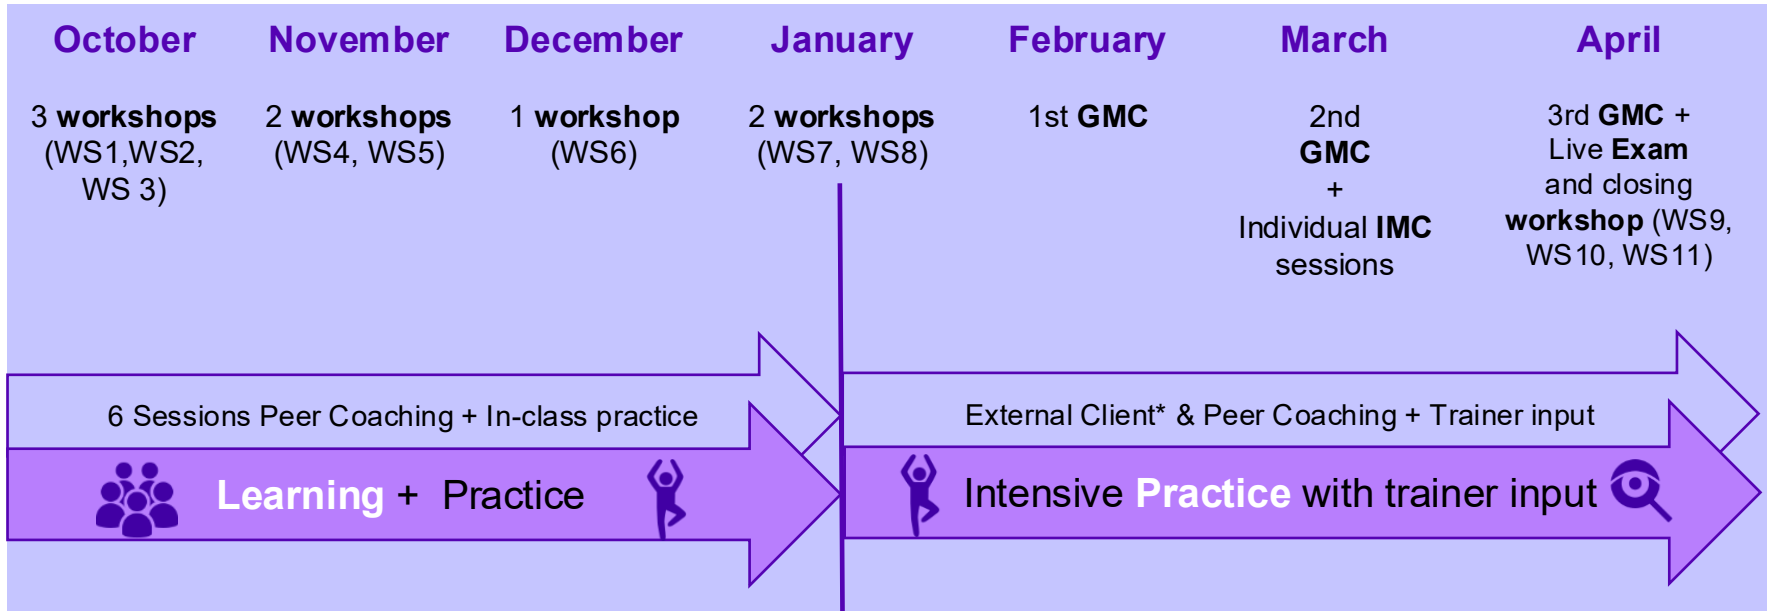 October
3 workshops
(WS1,WS2,
WS 3)
November
2 workshops
(WS4, WS5)
December
1 workshop
(WS6)
January
2 workshops
(WS7, WS8)
February
1st GMC
March
2nd
GMC
+
Individual IMC
sessions
April
3rd GMC +
Live Exam
and closing
workshop (WS9,
WS10, WS11)
6 Sessions Peer Coaching + In-class practice
Learning + Practice
External Client* & Peer Coaching + Trainer input
Intensive Practice with trainer input